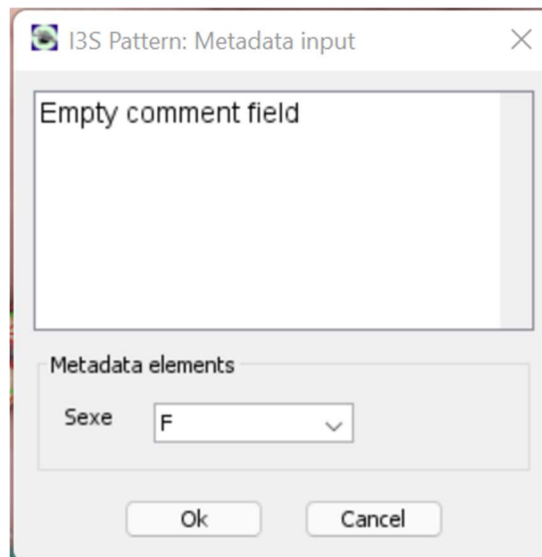 I3S Pattern: Metadata input
Empty comment field
Metadata elements
Sexe F
Ok Cancel